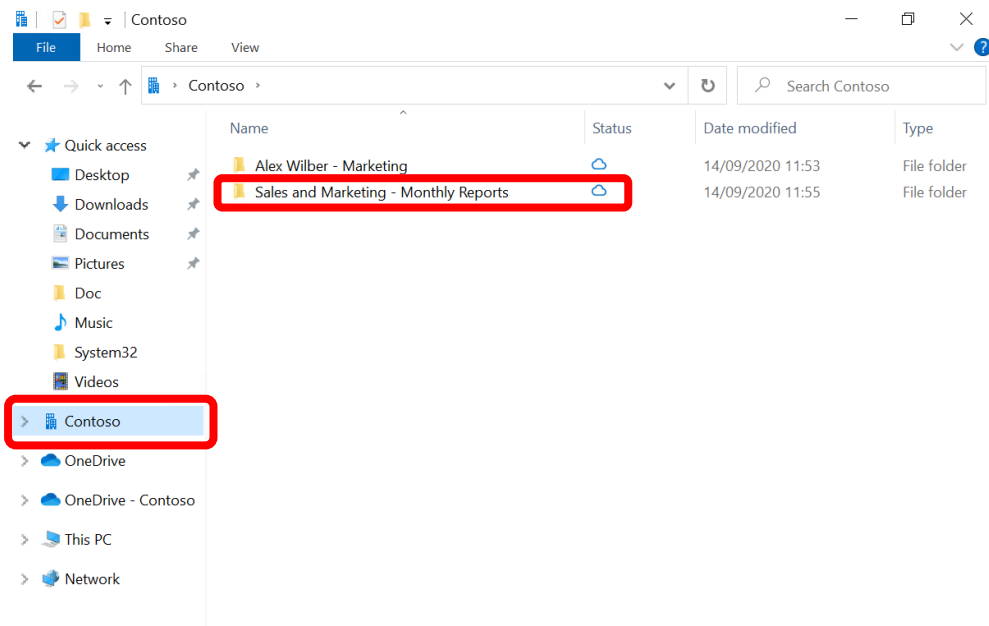 Contoso
File Home Share View ?
Contoso Search Contoso
Name Status Date modified Type
Quick access
Alex Wilber - Marketing 14/09/2020 11:53 File folder
Desktop
Sales and Marketing - Monthly Reports 14/09/2020 11:55 File folder
Downloads
Documents
Pictures
Doc
Music
System32
Videos
Contoso
OneDrive
OneDrive - Contoso
This PC
Network